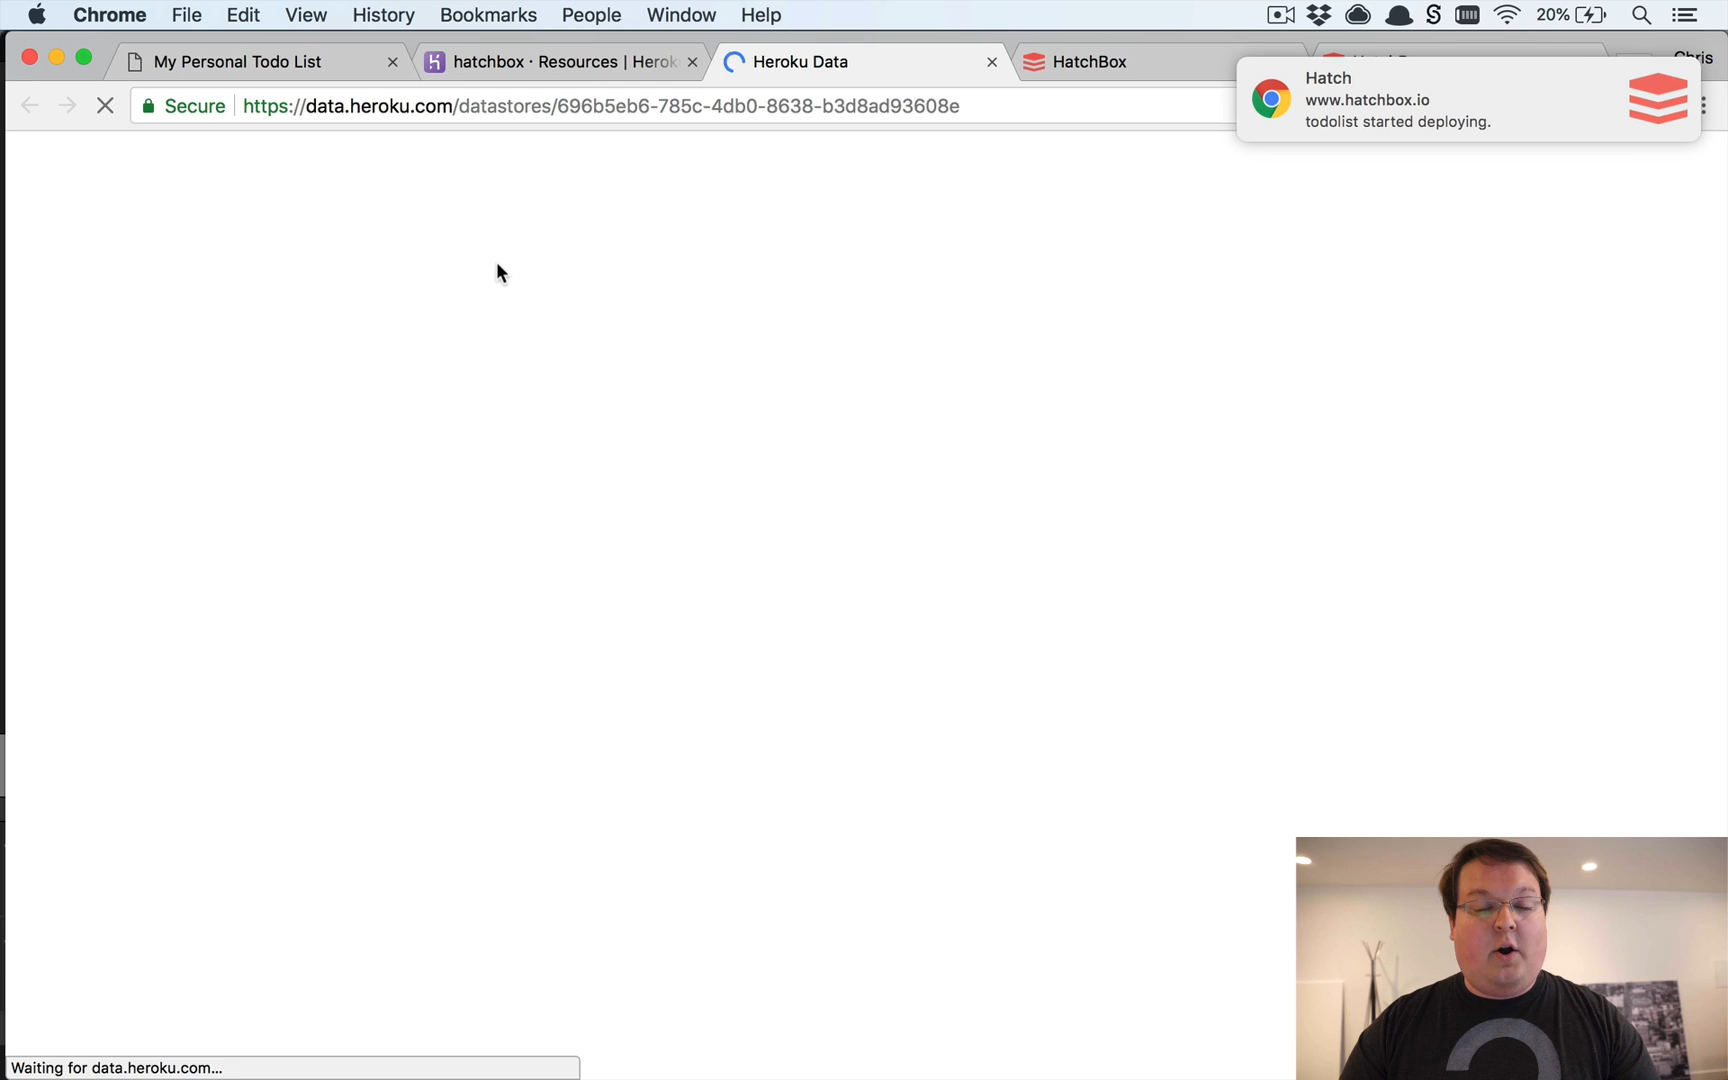 Chrome File Edit View History Bookmarks People Window Help 20%
My Personal Todo List
hatchbox · Resources | Herok
Heroku Data
HatchBox
Chris
Secure https://data.heroku.com/datastores/696b5eb6-785c-4db0-8638-b3d8ad93608e
Hatch
www.hatchbox.io
todolist started deploying.
Waiting for data.heroku.com...